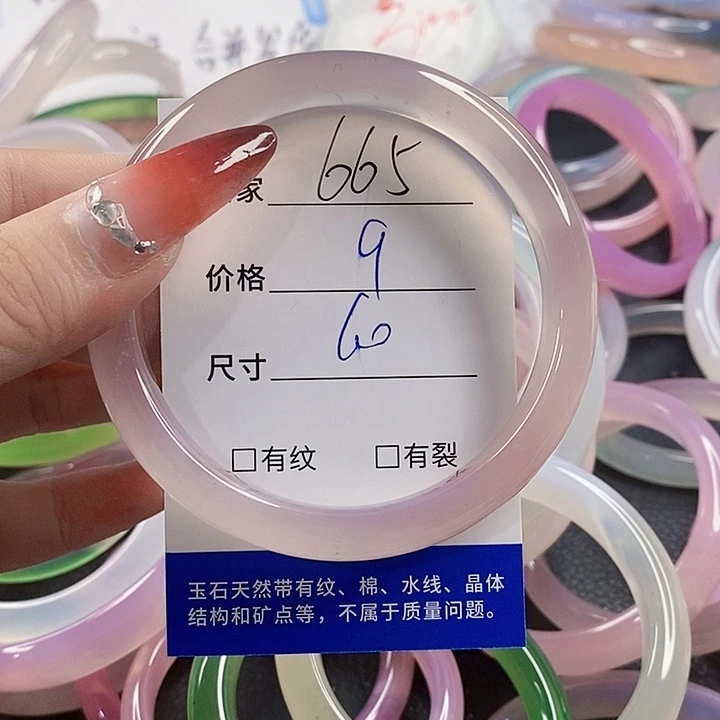 家 665
价格 9
尺寸 60
□有纹 □有裂
玉石天然带有纹、棉、水线、晶体
结构和矿点等，不属于质量问题。